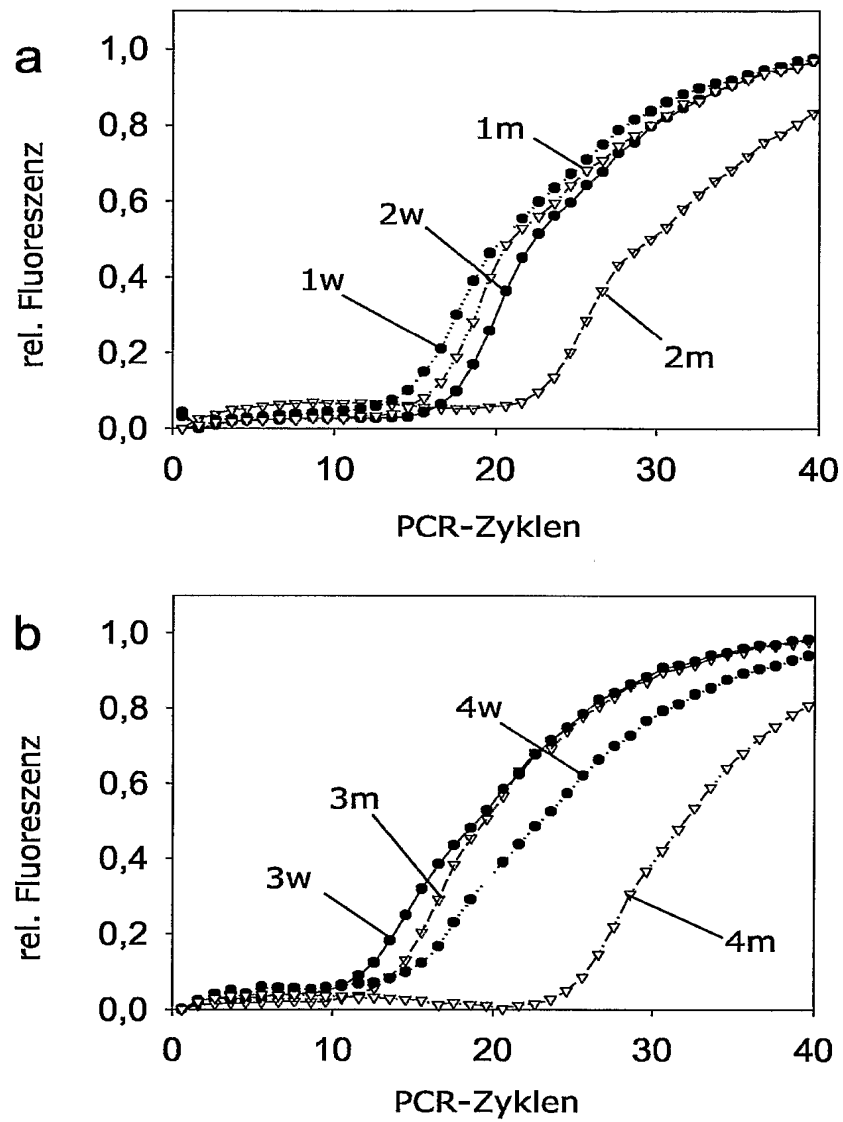 a
1,0
0,8
0,6
0,4
0,2
0,0
rel. Fluoreszenz
1m
2w
1w
2m
0 10 20 30 40
PCR-Zyklen
b
1,0
0,8
0,6
0,4
0,2
0,0
rel. Fluoreszenz
4w
3m
3w
4m
0 10 20 30 40
PCR-Zyklen